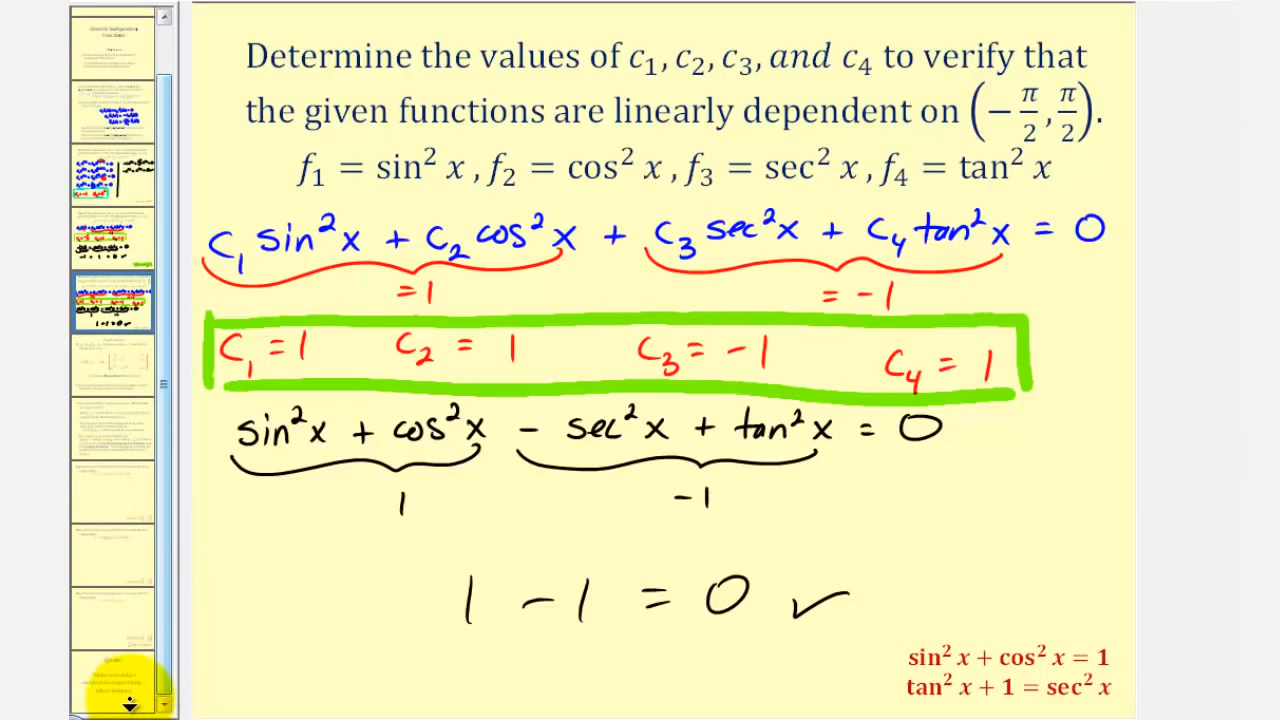 Determine the values of c₁, c₂, c₃, and c₄ to verify that
the given functions are linearly dependent on (−π/2, π/2).
f₁ = sin² x , f₂ = cos² x , f₃ = sec² x , f₄ = tan² x
c₁ sin²x + c₂ cos²x + c₃ sec²x + c₄ tan²x = 0
=1 = -1
c₁ = 1 c₂ = 1 c₃ = -1 c₄ = 1
sin²x + cos²x - sec²x + tan²x = 0
1 -1
1 - 1 = 0 ✓
sin² x + cos² x = 1
tan² x + 1 = sec² x